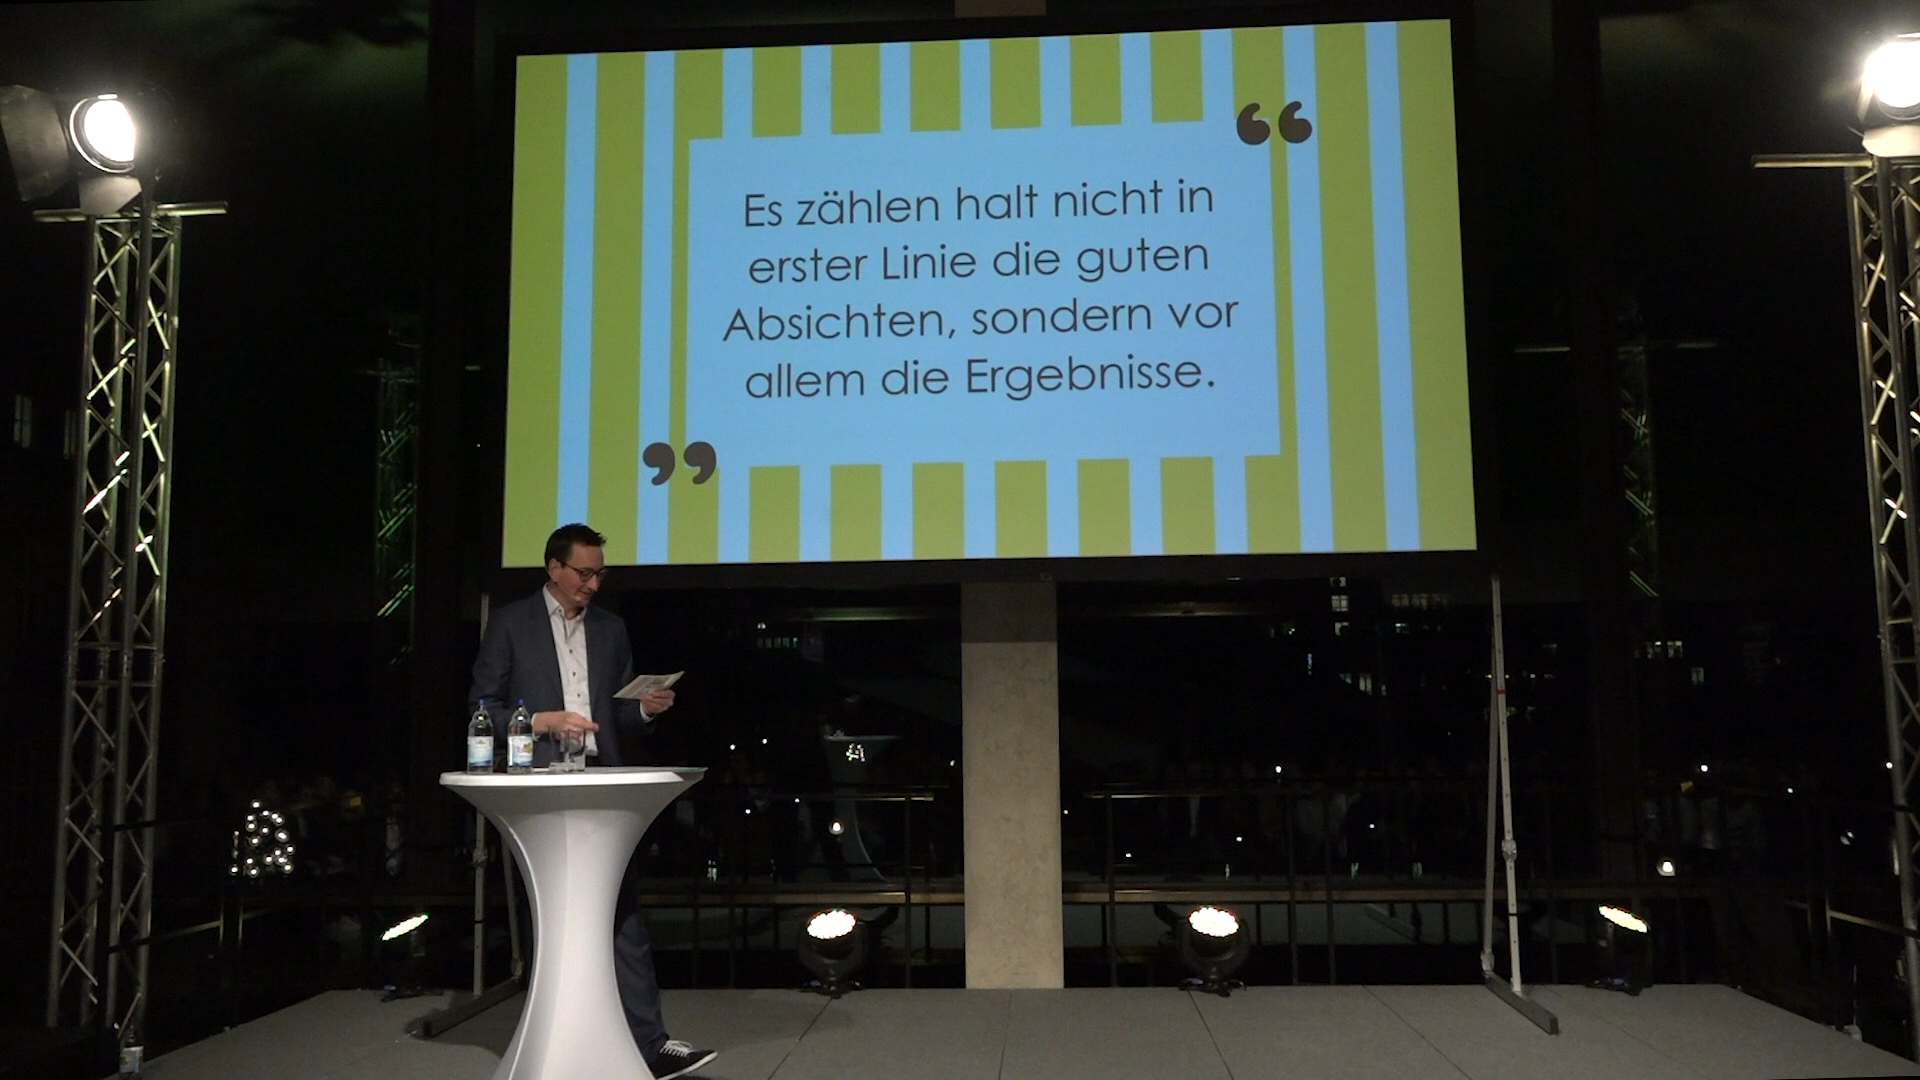 Es zählen halt nicht in
erster Linie die guten
Absichten, sondern vor
allem die Ergebnisse.